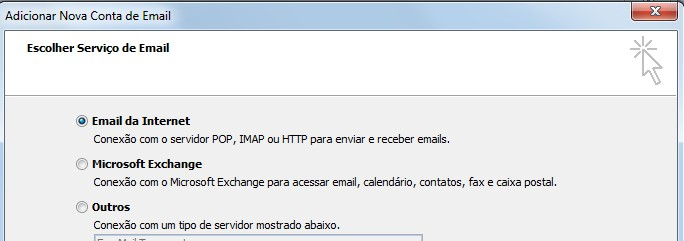 Adicionar Nova Conta de Email
Escolher Serviço de Email
Email da Internet
Conexão com o servidor POP, IMAP ou HTTP para enviar e receber emails.
Microsoft Exchange
Conexão com o Microsoft Exchange para acessar email, calendário, contatos, fax e caixa postal.
Outros
Conexão com um tipo de servidor mostrado abaixo.